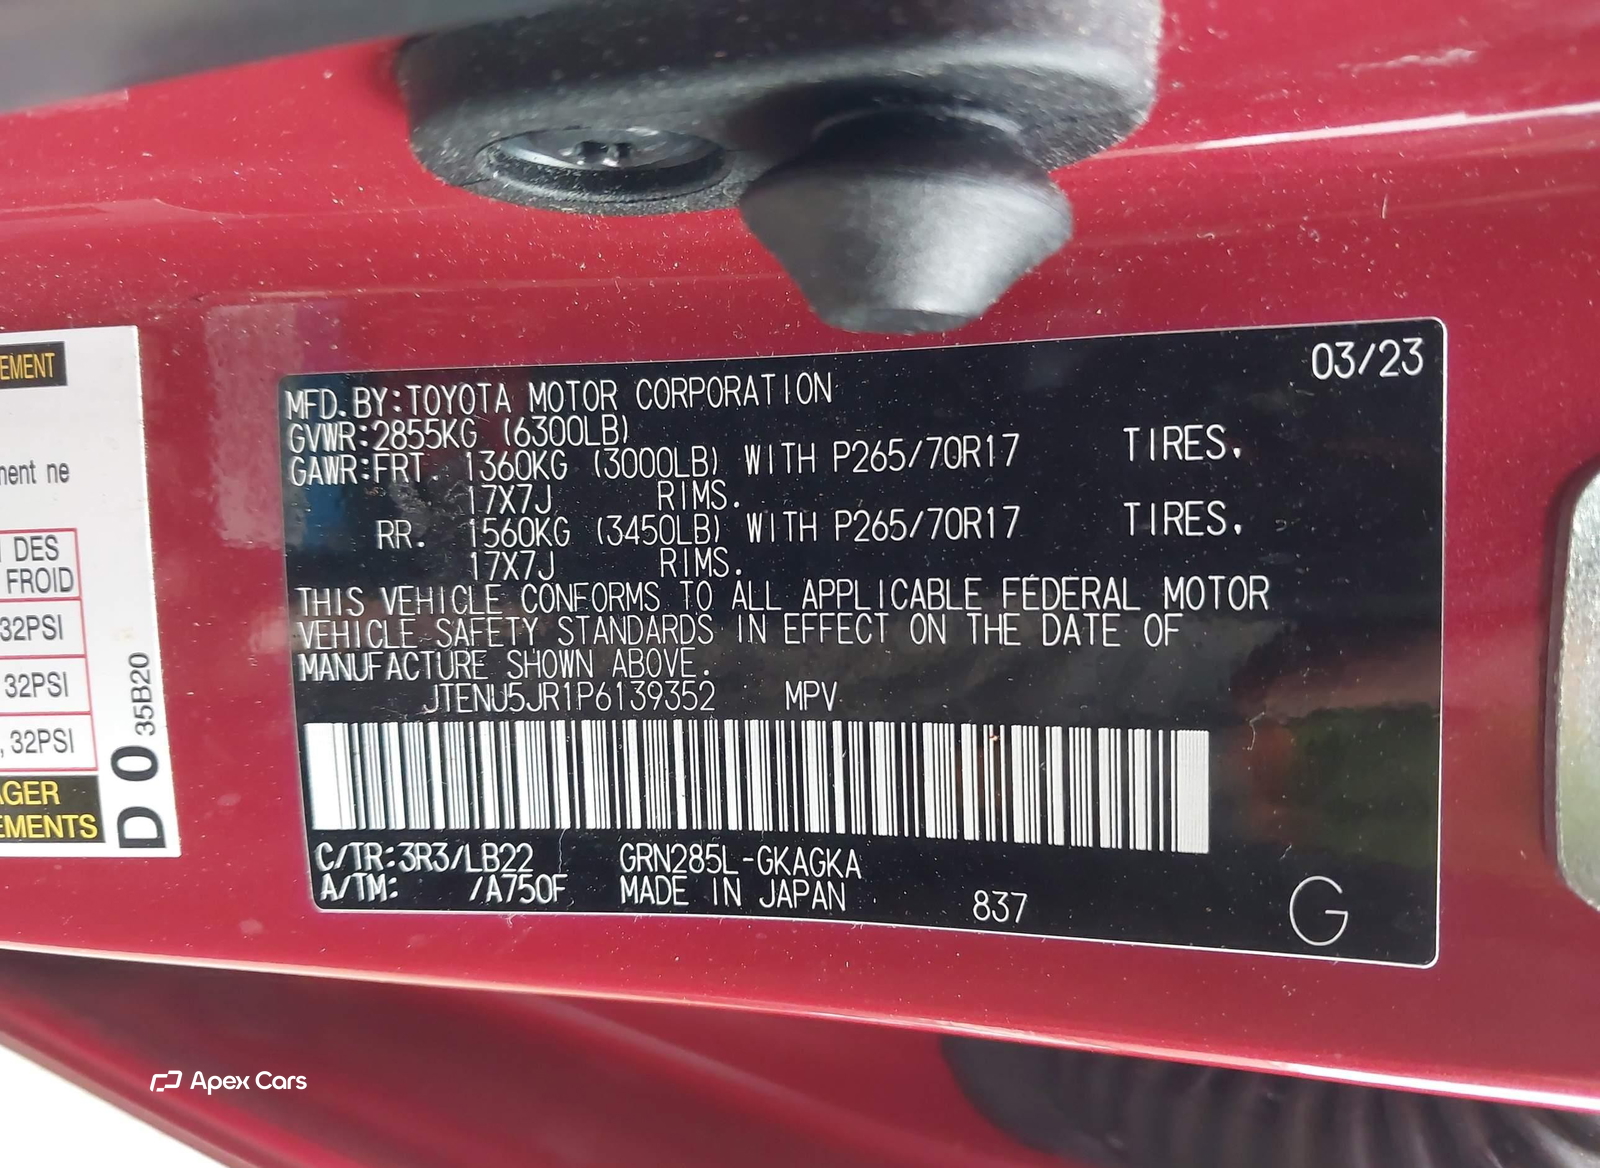 EMENT
ment ne
DES
FROID
32PSI
32PSI
, 32PSI
AGER
EMENTS
D 0 35B20
03/23
MFD. BY: TOYOTA MOTOR CORPORATION
GVWR: 2855KG (6300LB)
GAWR: FRT. 1360KG (3000LB) WITH P265/70R17 TIRES.
17X7J RIMS.
RR. 1560KG (3450LB) WITH P265/70R17 TIRES.
17X7J RIMS.
THIS VEHICLE CONFORMS TO ALL APPLICABLE FEDERAL MOTOR
VEHICLE SAFETY STANDARDS IN EFFECT ON THE DATE OF
MANUFACTURE SHOWN ABOVE.
JTENU5JR1P6139352 MPV
C/TR: 3R3/LB22 GRN285L-GKAGKA
A/TM: /A750F MADE IN JAPAN 837 G
Apex Cars